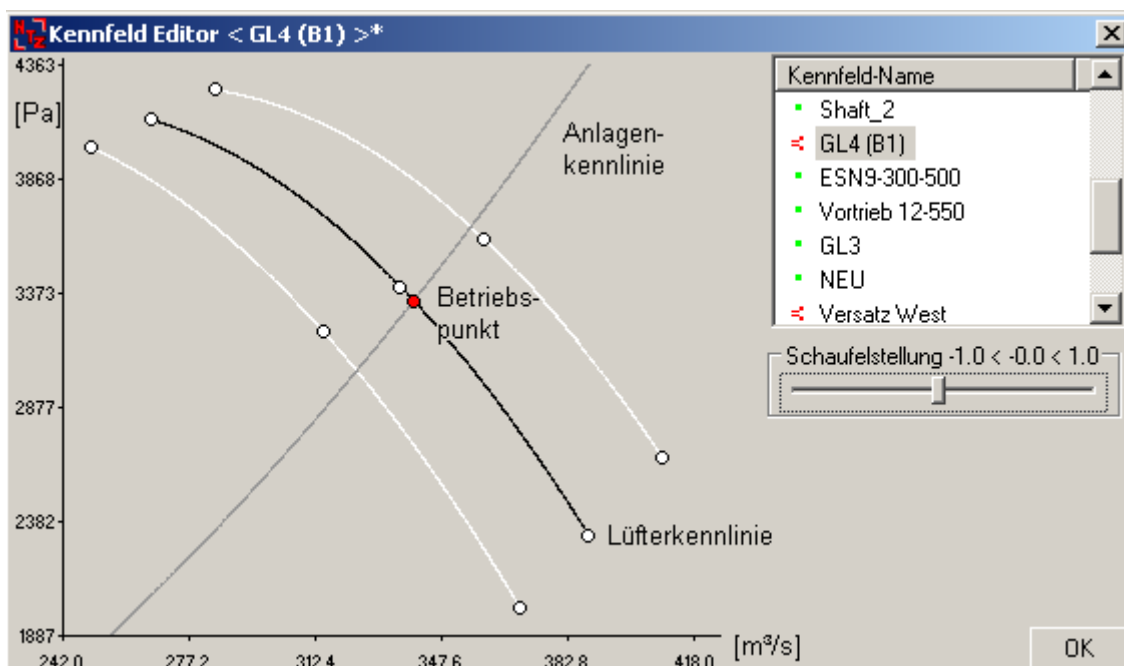 NTZ Kennfeld Editor < GL4 (B1) >*
4363
[Pa]
3868
3373
2877
2382
1887
242.0 277.2 312.4 347.6 382.8 418.0
[m³/s]
Anlagen-
kennlinie
Betriebs-
punkt
Lüfterkennlinie
Kennfeld-Name
Shaft_2
GL4 (B1)
ESN9-300-500
Vortrieb 12-550
GL3
NEU
Versatz West
Schaufelstellung -1.0 < -0.0 < 1.0
OK